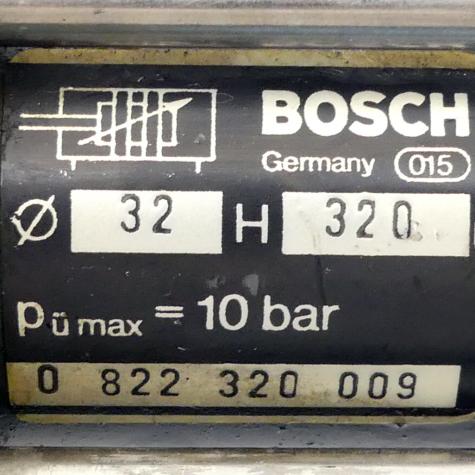 BOSCH
Germany 015
Ø 32 H 320
pü max = 10 bar
0 822 320 009